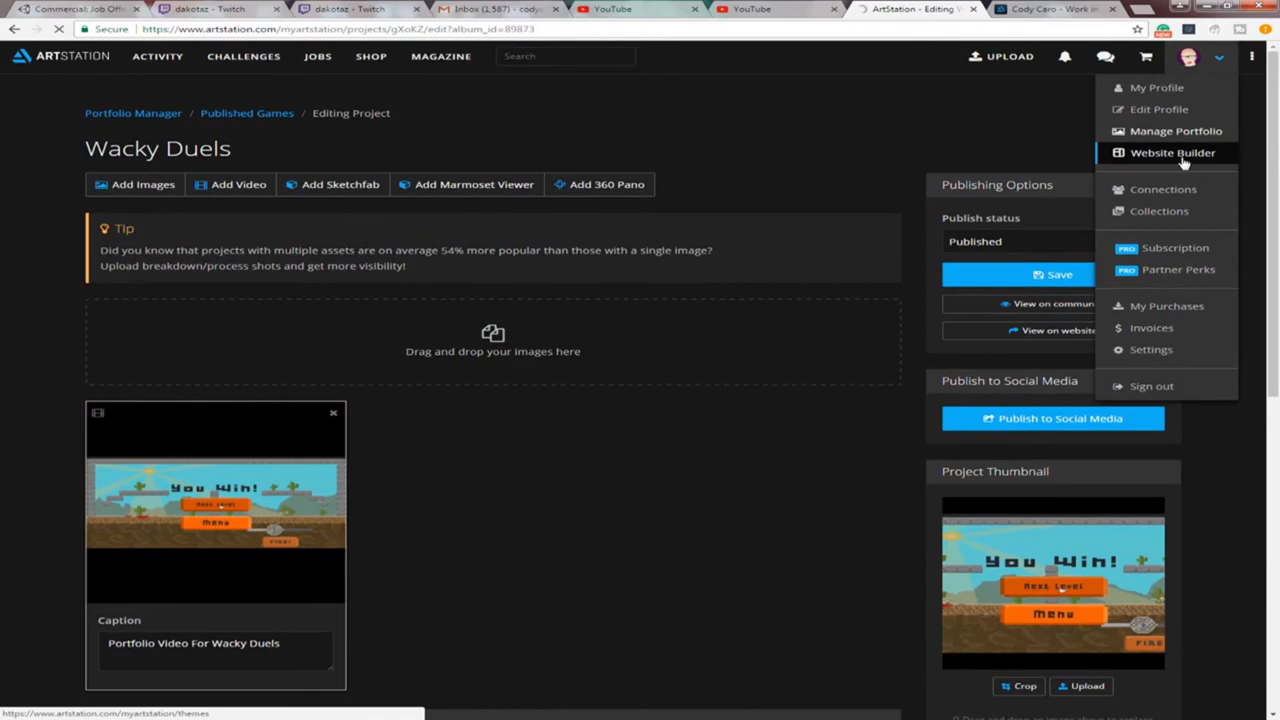 Commercial Job Off
dakotaz - Twitch
dakotaz - Twitch
Inbox (1,587) - codyc
YouTube
YouTube
ArtStation - Editing W
Cody Caro - Work in
Secure https://www.artstation.com/myartstation/projects/gXoKZ/edit?album_id=89873
ARTSTATION ACTIVITY CHALLENGES JOBS SHOP MAGAZINE Search UPLOAD
Portfolio Manager / Published Games / Editing Project
Wacky Duels
Add Images Add Video Add Sketchfab Add Marmoset Viewer Add 360 Pano
Tip
Did you know that projects with multiple assets are on average 54% more popular than those with a single image?
Upload breakdown/process shots and get more visibility!
Drag and drop your images here
You Win!
Next Level
Menu
FIRE!
Caption
Portfolio Video For Wacky Duels
Publishing Options
Publish status
Published
Save
View on commun
View on website
Publish to Social Media
Publish to Social Media
Project Thumbnail
You Win!
Next Level
Menu
FIRE
Crop Upload
My Profile
Edit Profile
Manage Portfolio
Website Builder
Connections
Collections
PRO Subscription
PRO Partner Perks
My Purchases
Invoices
Settings
Sign out
https://www.artstation.com/myartstation/themes